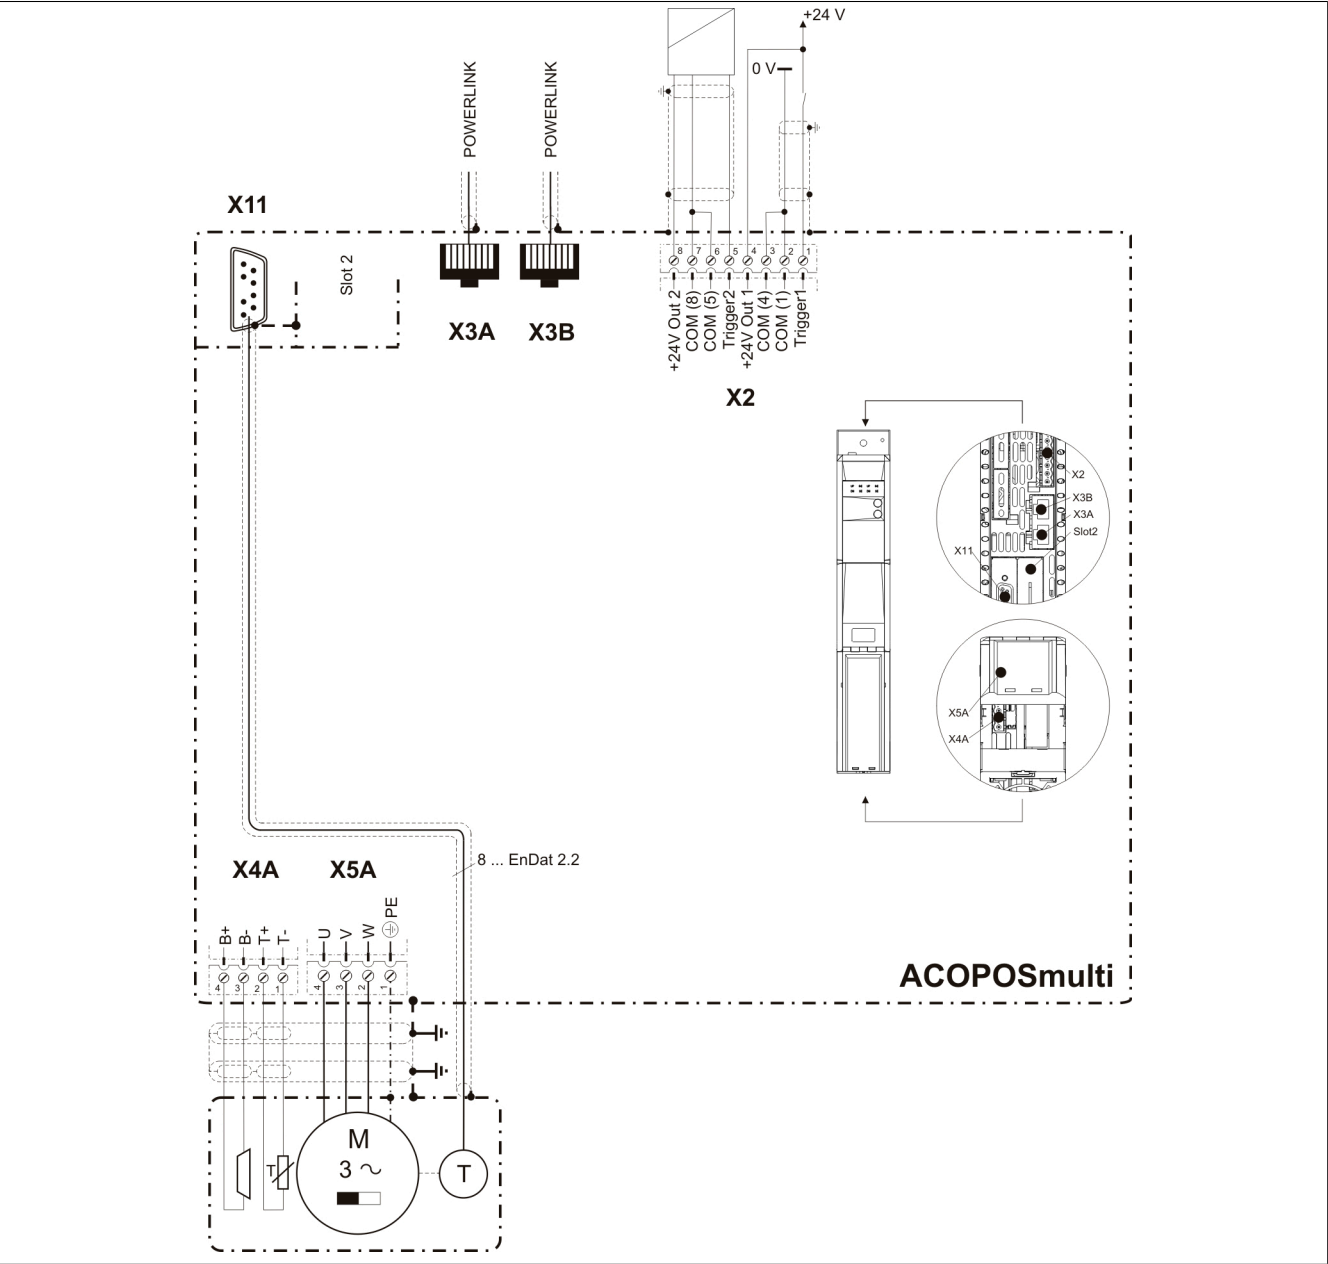 +24 V
0 V
POWERLINK
POWERLINK
X11
Slot 2
X3A
X3B
8 7 6 5 4 3 2 1
+24V Out 2
COM (8)
COM (5)
Trigger2
+24V Out 1
COM (4)
COM (1)
Trigger1
X2
X2
X3B
X3A
Slot2
X11
X5A
X4A
8 ... EnDat 2.2
X4A
X5A
B+
B-
T+
T-
U
V
W
PE
4 3 2 1
4 3 2 1
ACOPOSmulti
M
3
T
T